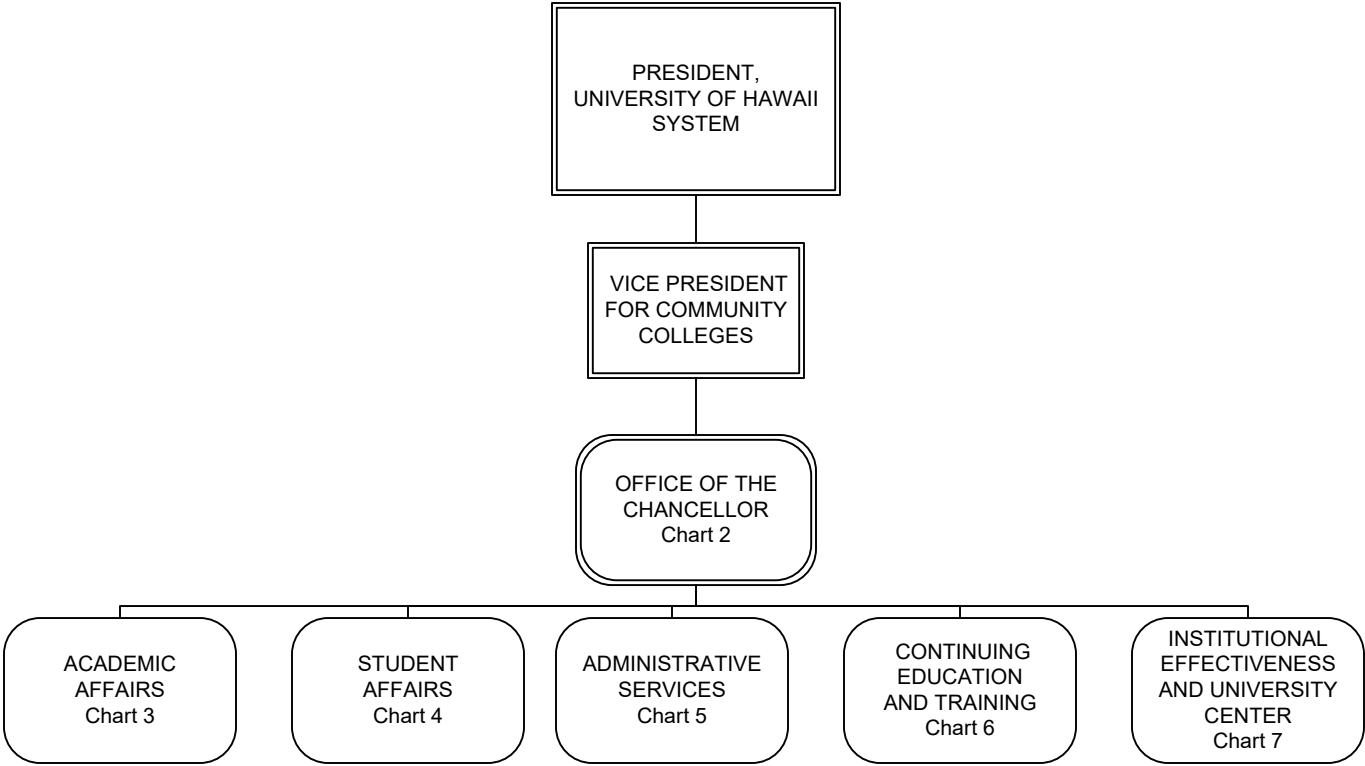 PRESIDENT,
UNIVERSITY OF HAWAII
SYSTEM
VICE PRESIDENT
FOR COMMUNITY
COLLEGES
OFFICE OF THE
CHANCELLOR
Chart 2
ACADEMIC
AFFAIRS
Chart 3
STUDENT
AFFAIRS
Chart 4
ADMINISTRATIVE
SERVICES
Chart 5
CONTINUING
EDUCATION
AND TRAINING
Chart 6
INSTITUTIONAL
EFFECTIVENESS
AND UNIVERSITY
CENTER
Chart 7